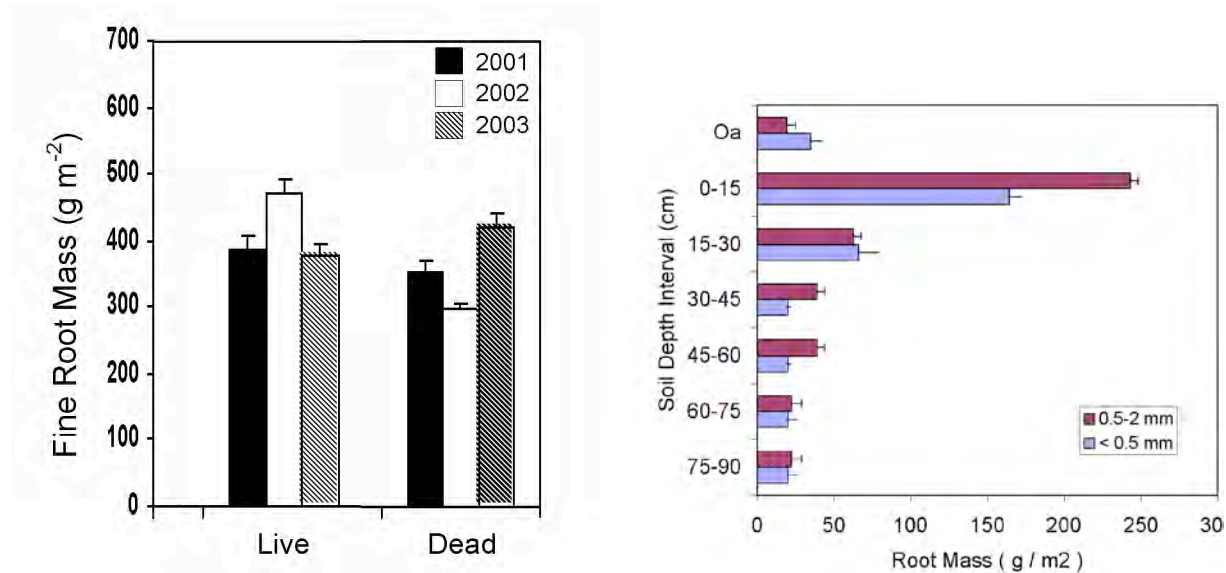 700
600
500
400
300
200
100
0
Fine Root Mass (g m-2)
2001
2002
2003
Live
Dead
Soil Depth Interval (cm)
Oa
0-15
15-30
30-45
45-60
60-75
75-90
0.5-2 mm
< 0.5 mm
0 50 100 150 200 250 30
Root Mass ( g / m2 )